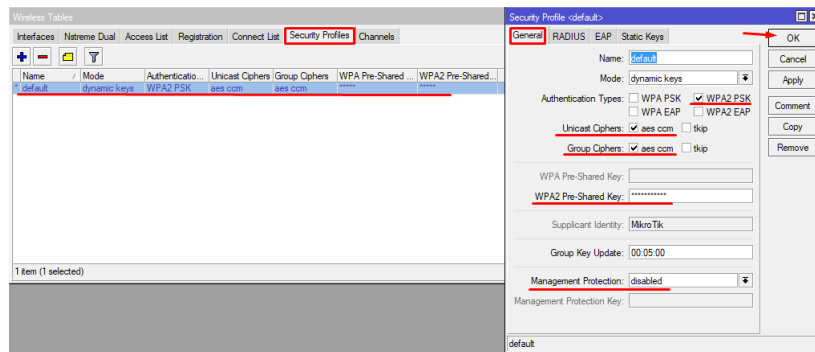 Wireless Tables
Interfaces Nstreme Dual Access List Registration Connect List Security Profiles Channels
Name / Mode Authenticatio... Unicast Ciphers Group Ciphers WPA Pre-Shared ... WPA2 Pre-Shared...
* default dynamic keys WPA2 PSK aes ccm aes ccm ***** *****
1 item (1 selected)
Security Profile <default>
General RADIUS EAP Static Keys
Name: default
Mode: dynamic keys
Authentication Types: WPA PSK WPA2 PSK
WPA EAP WPA2 EAP
Unicast Ciphers: aes ccm tkip
Group Ciphers: aes ccm tkip
WPA Pre-Shared Key:
WPA2 Pre-Shared Key: ***********
Supplicant Identity: MikroTik
Group Key Update: 00:05:00
Management Protection: disabled
Management Protection Key:
default
OK
Cancel
Apply
Comment
Copy
Remove